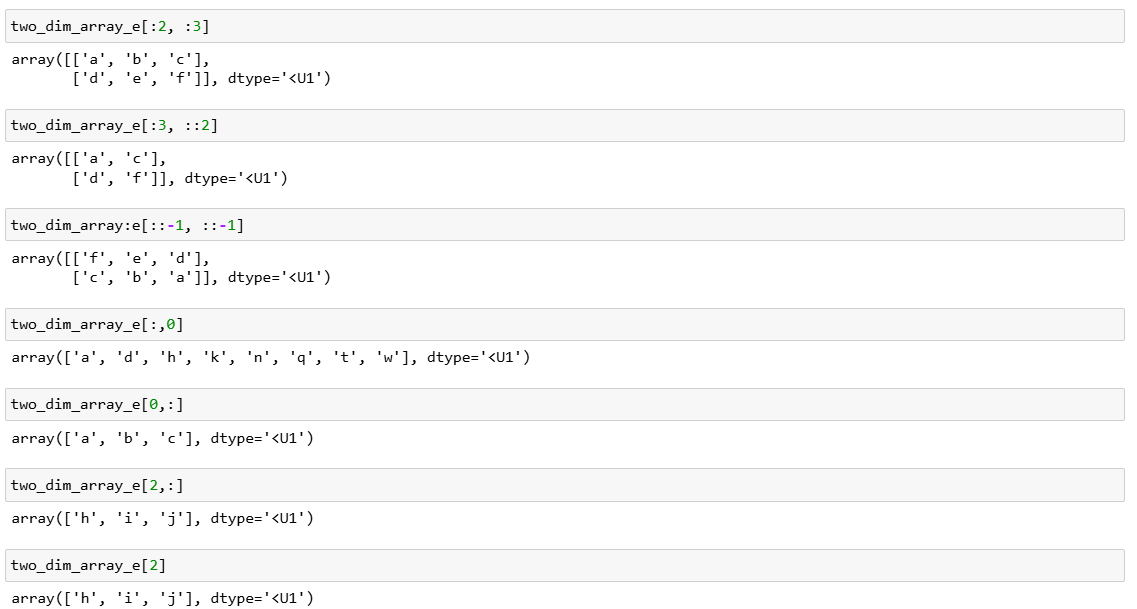 two_dim_array_e[:2, :3]
array([['a', 'b', 'c'],
       ['d', 'e', 'f']], dtype='<U1')
two_dim_array_e[:3, ::2]
array([['a', 'c'],
       ['d', 'f']], dtype='<U1')
two_dim_array:e[::-1, ::-1]
array([['f', 'e', 'd'],
       ['c', 'b', 'a']], dtype='<U1')
two_dim_array_e[:,0]
array(['a', 'd', 'h', 'k', 'n', 'q', 't', 'w'], dtype='<U1')
two_dim_array_e[0,:]
array(['a', 'b', 'c'], dtype='<U1')
two_dim_array_e[2,:]
array(['h', 'i', 'j'], dtype='<U1')
two_dim_array_e[2]
array(['h', 'i', 'j'], dtype='<U1')